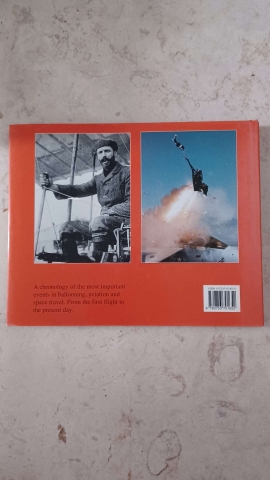 A chronology of the most important
events in ballooning, aviation and
space travel. From the first flight to
the present day.